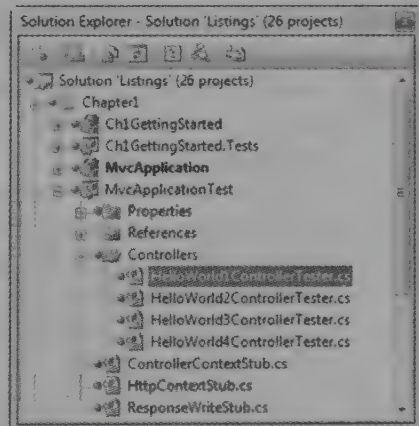 Solution Explorer - Solution 'Listings' (26 projects)
Solution 'Listings' (26 projects)
Chapter1
Ch1GettingStarted
Ch1GettingStarted.Tests
MvcApplication
MvcApplicationTest
Properties
References
Controllers
HelloWorld1ControllerTester.cs
HelloWorld2ControllerTester.cs
HelloWorld3ControllerTester.cs
HelloWorld4ControllerTester.cs
ControllerContextStub.cs
HttpContextStub.cs
ResponseWriteStub.cs